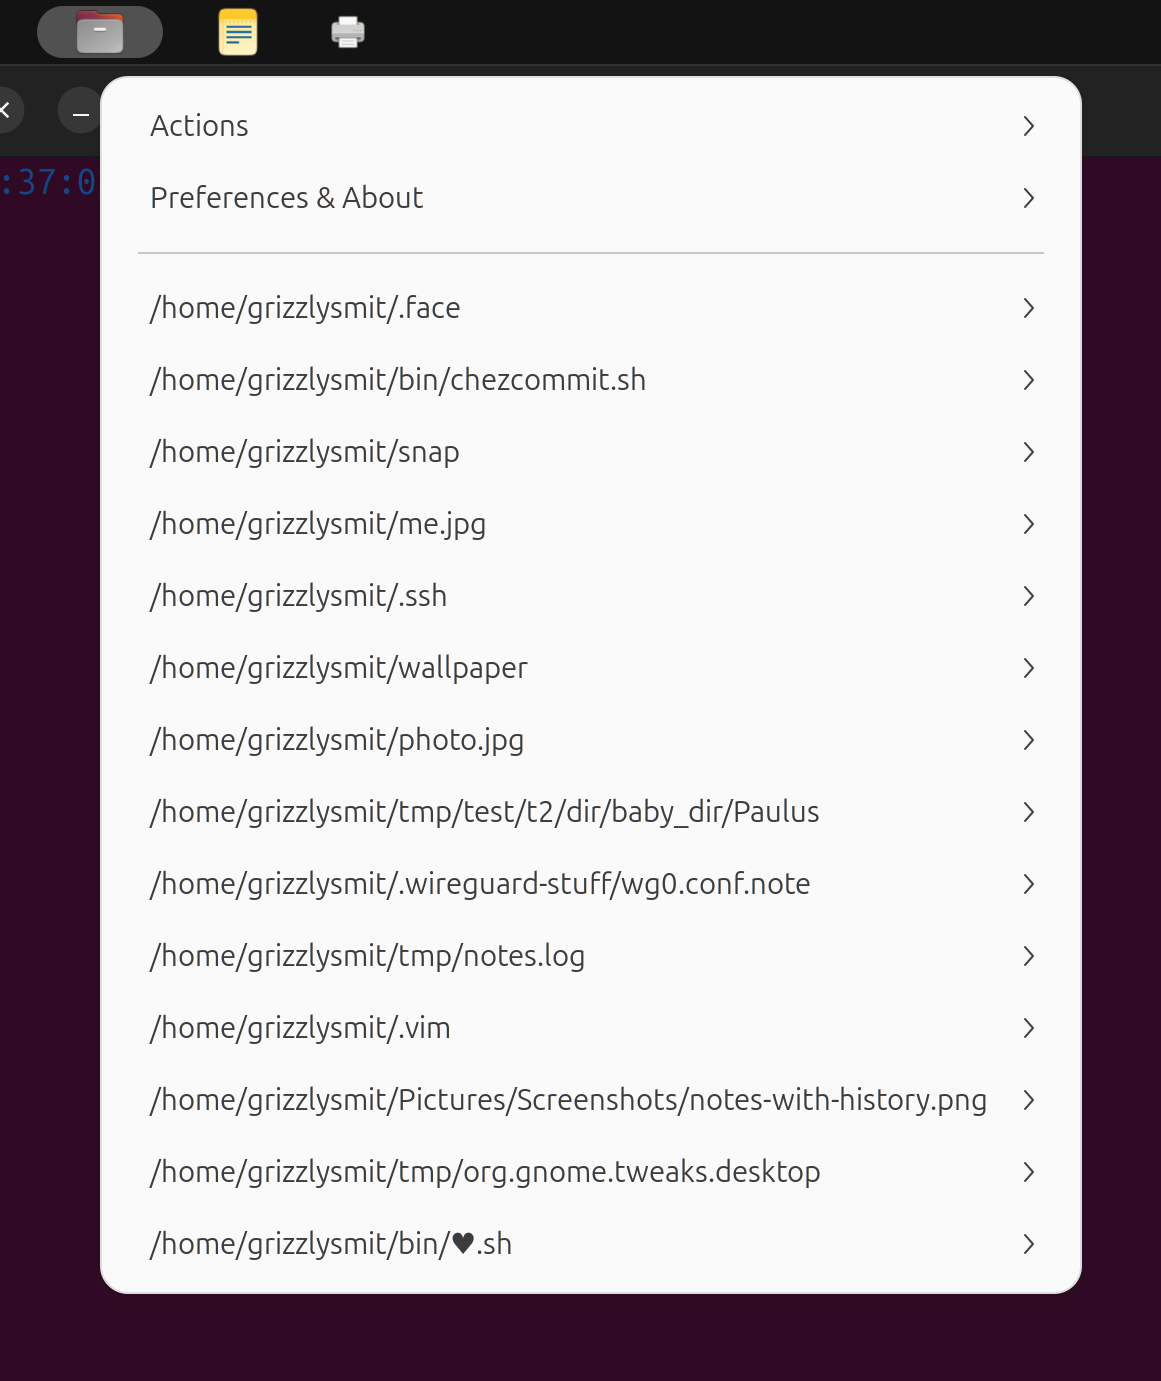 :37:0
Actions
Preferences & About
/home/grizzlysmit/.face
/home/grizzlysmit/bin/chezcommit.sh
/home/grizzlysmit/snap
/home/grizzlysmit/me.jpg
/home/grizzlysmit/.ssh
/home/grizzlysmit/wallpaper
/home/grizzlysmit/photo.jpg
/home/grizzlysmit/tmp/test/t2/dir/baby_dir/Paulus
/home/grizzlysmit/.wireguard-stuff/wg0.conf.note
/home/grizzlysmit/tmp/notes.log
/home/grizzlysmit/.vim
/home/grizzlysmit/Pictures/Screenshots/notes-with-history.png
/home/grizzlysmit/tmp/org.gnome.tweaks.desktop
/home/grizzlysmit/bin/♥.sh